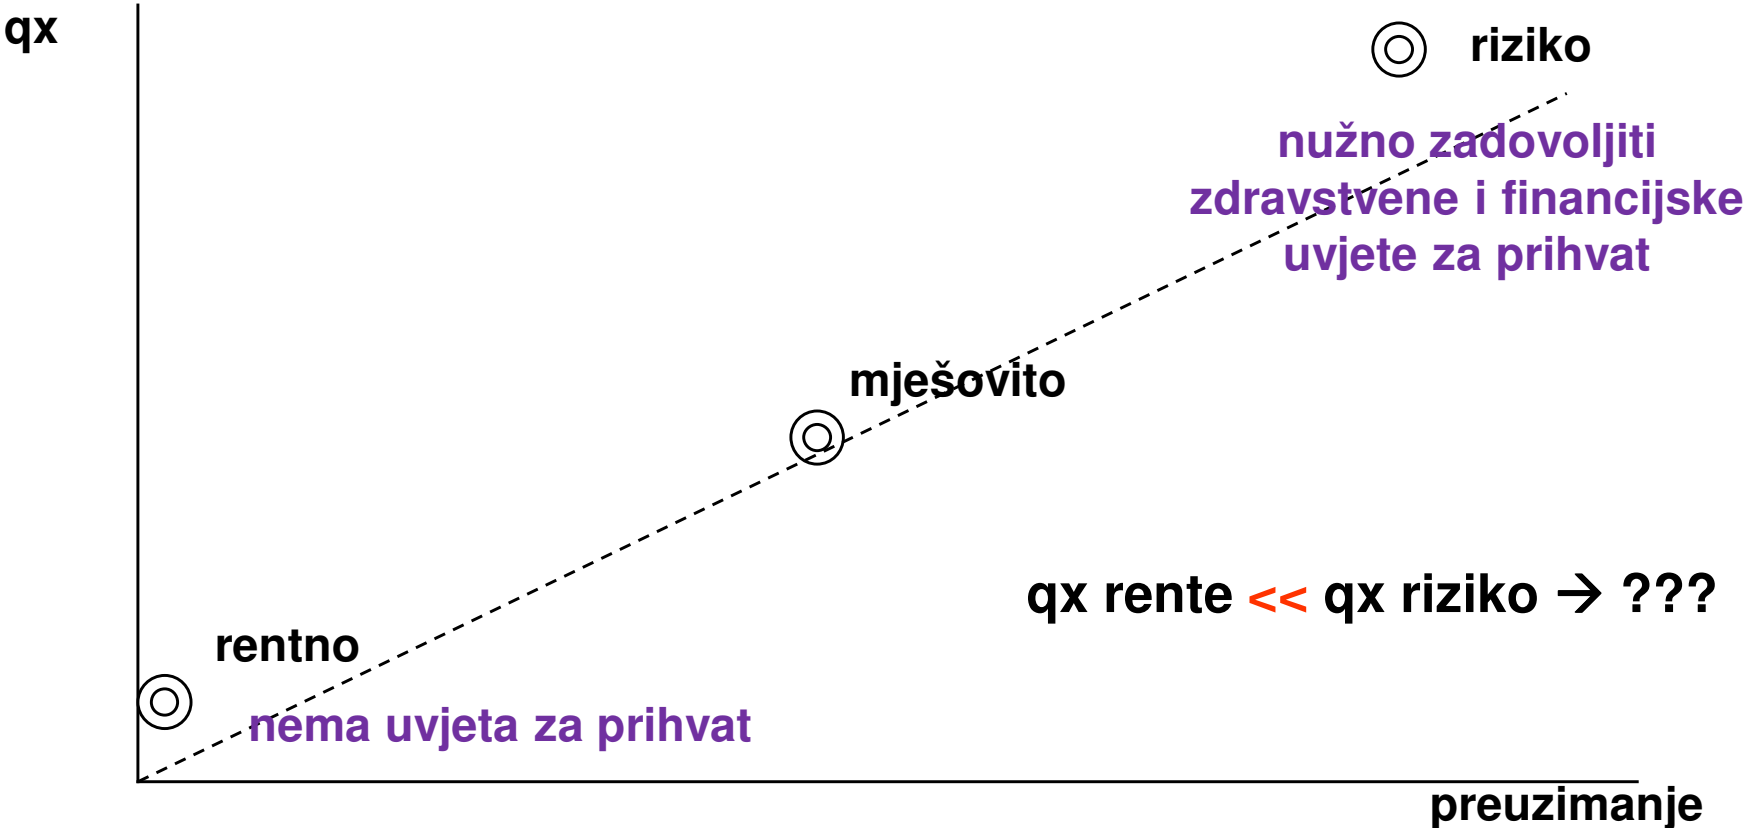 qx
riziko
nužno zadovoljiti
zdravstvene i financijske
uvjete za prihvat
mješovito
qx rente << qx riziko → ???
rentno
nema uvjeta za prihvat
preuzimanje